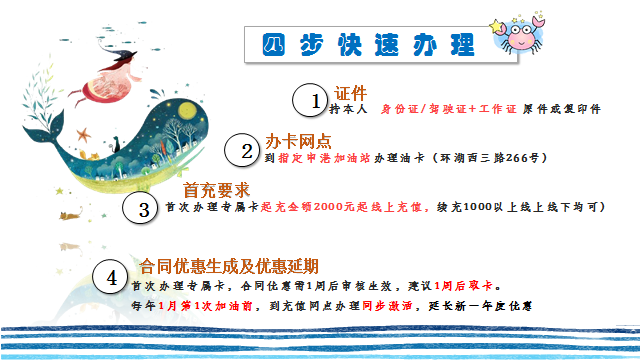 四步快速办理
1 证件
持本人 身份证/驾驶证+工作证 原件或复印件
2 办卡网点
到指定申港加油站办理油卡（环湖西三路266号）
3 首充要求
首次办理专属卡起充金额2000元起线上充值，续充1000以上线上线下均可）
4 合同优惠生成及优惠延期
首次办理专属卡，合同优惠需1周后审核生效，建议1周后取卡。
每年1月第1次加油前，到充值网点办理同步激活，延长新一年度优惠